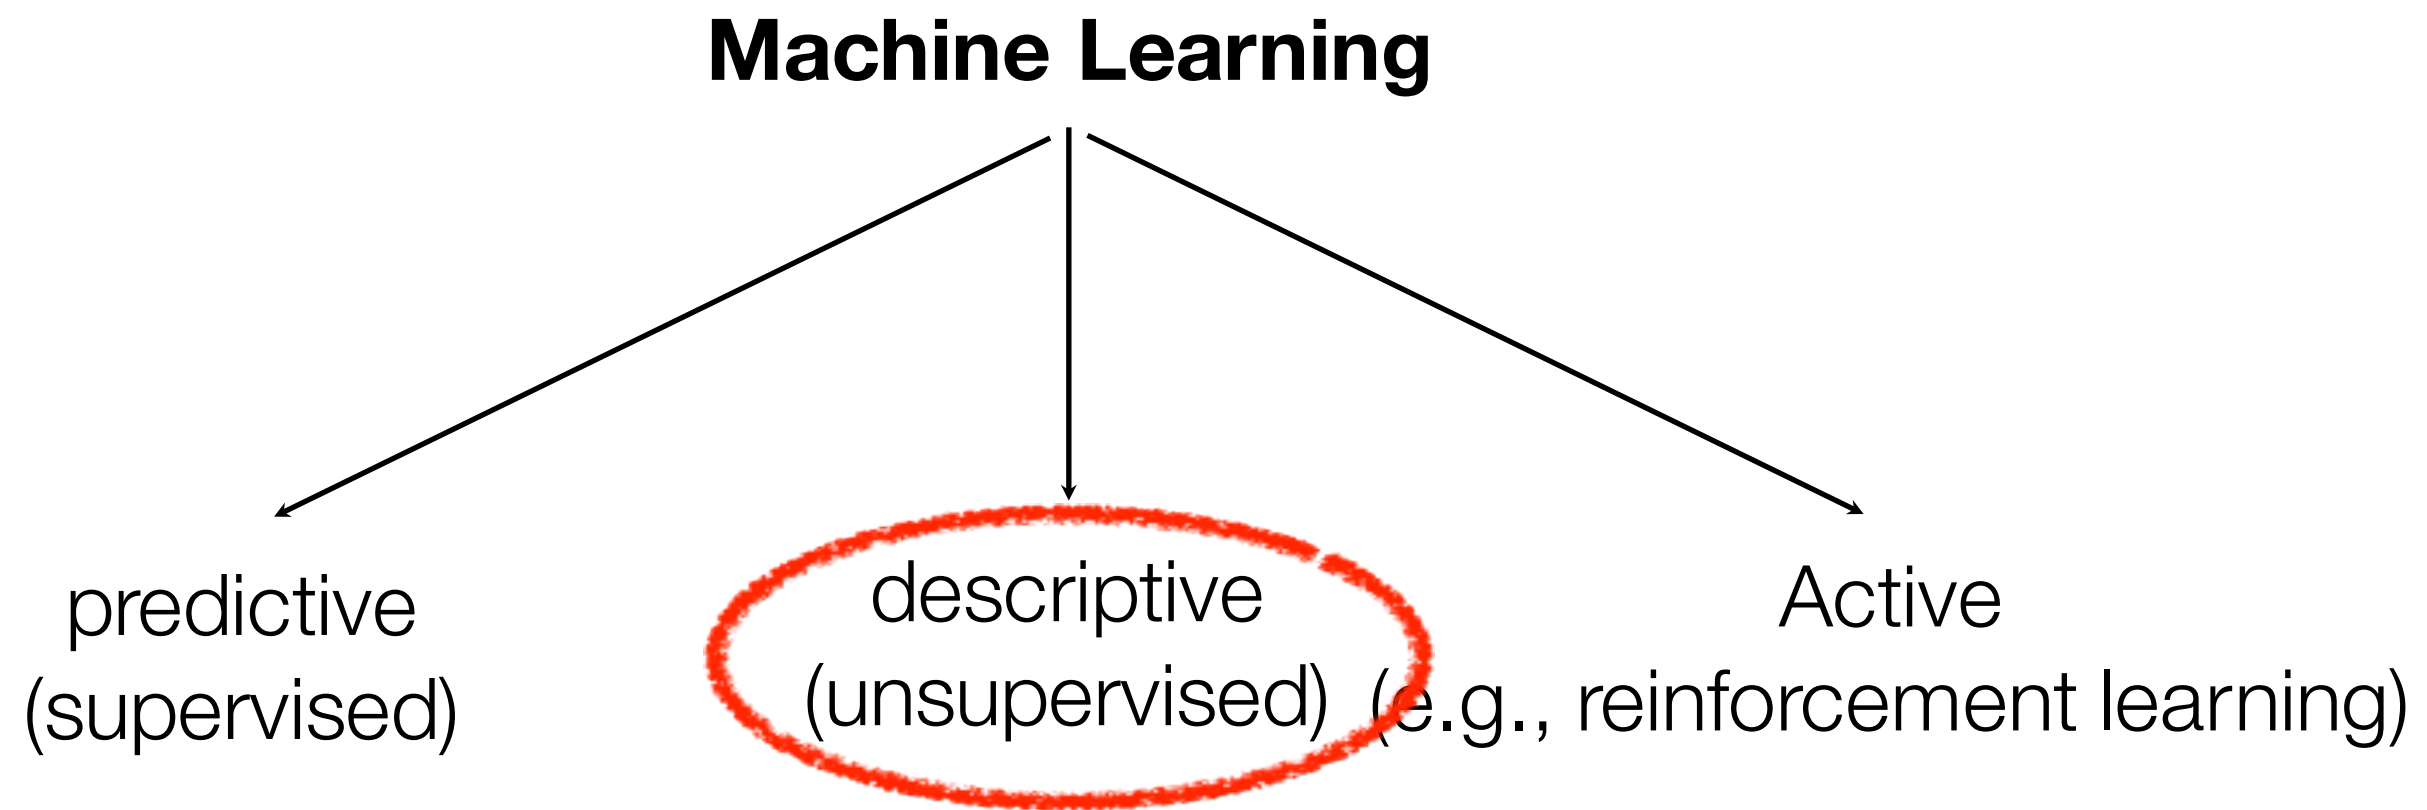 Machine Learning
predictive
(supervised)
descriptive
(unsupervised)
Active
(e.g., reinforcement learning)